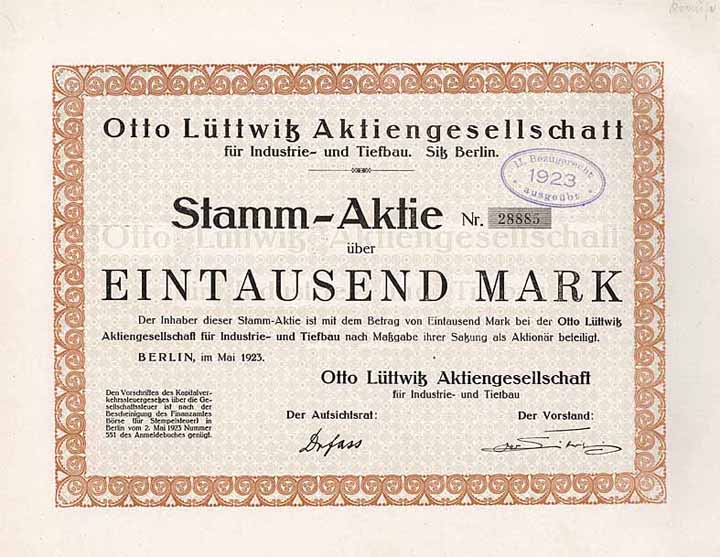 Otto Lüttwitz Aktiengesellschaft
für Industrie- und Tiefbau. Sitz Berlin.
II. Bezugsrecht
1923
ausgeübt
Stamm-Aktie Nr. 28885
Otto Lüttwitz Aktiengesellschaft
über
EINTAUSEND MARK
Der Inhaber dieser Stamm-Aktie ist mit dem Betrag von Eintausend Mark bei der Otto Lüttwitz
Aktiengesellschaft für Industrie- und Tiefbau nach Maßgabe ihrer Satzung als Aktionär beteiligt.
BERLIN, im Mai 1923.
Otto Lüttwitz Aktiengesellschaft
für Industrie- und Tiefbau
Den Vorschriften des Kapitalver-
kehrssteuergesetzes über die Ge-
sellschaftssteuer ist nach der
Bescheinigung des Finanzamtes
Börse (für Stempelsteuer) in
Berlin vom 2. Mai 1923 Nummer
551 des Anmeldebuches genügt.
Der Aufsichtsrat:
Der Vorstand: